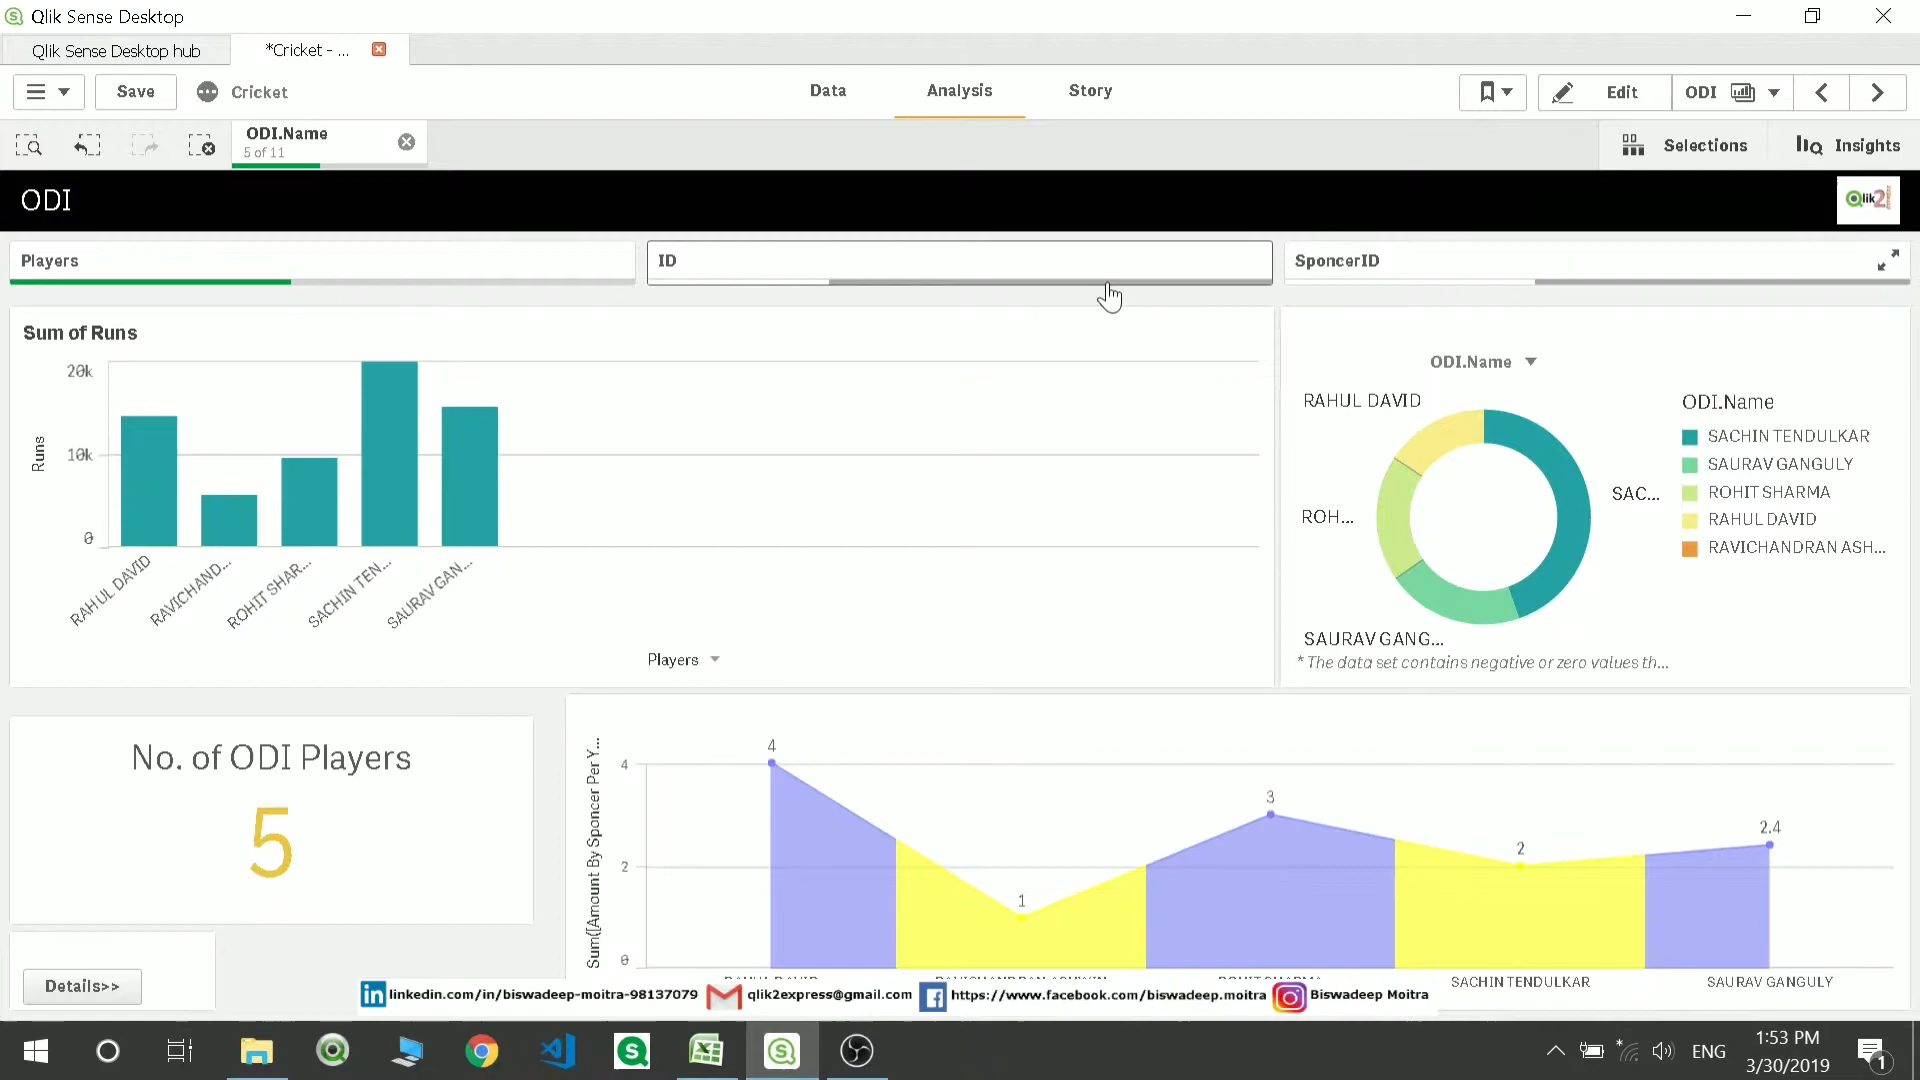 Qlik Sense Desktop
Qlik Sense Desktop hub
*Cricket - ...
Save
Cricket
Data
Analysis
Story
Edit
ODI
ODI.Name
5 of 11
Selections
Insights
ODI
Qlik2
Players
ID
SponcerID
Sum of Runs
Runs
20k
10k
0
RAHUL DAVID
RAVICHAND...
ROHIT SHAR...
SACHIN TEN...
SAURAV GAN...
Players
ODI.Name
RAHUL DAVID
SAC...
ROH...
SAURAV GANG...
* The data set contains negative or zero values th...
ODI.Name
SACHIN TENDULKAR
SAURAV GANGULY
ROHIT SHARMA
RAHUL DAVID
RAVICHANDRAN ASH...
No. of ODI Players
5
Details>>
Sum([Amount By Sponcer Per Y...
4
2
0
4
1
3
2
2.4
SACHIN TENDULKAR
SAURAV GANGULY
linkedin.com/in/biswadeep-moitra-98137079
qlik2express@gmail.com
https://www.facebook.com/biswadeep.moitra
Biswadeep Moitra
ENG
1:53 PM
3/30/2019
1